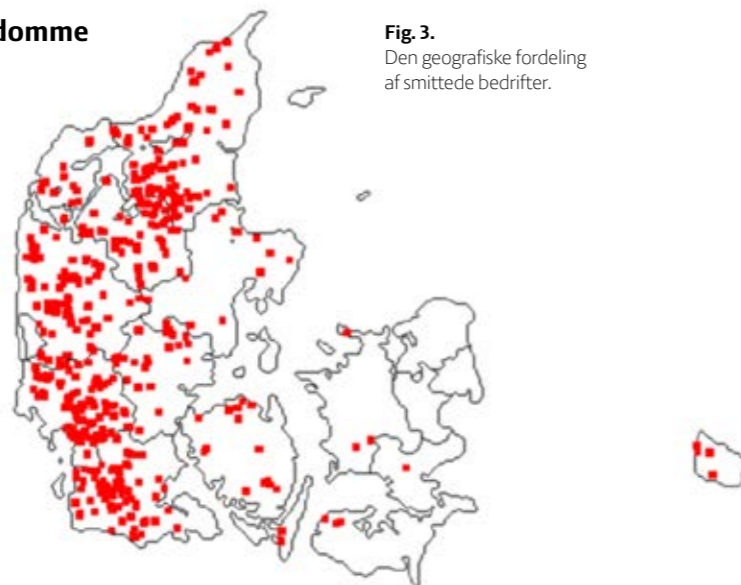 domme
Fig. 3.
Den geografiske fordeling
af smittede bedrifter.